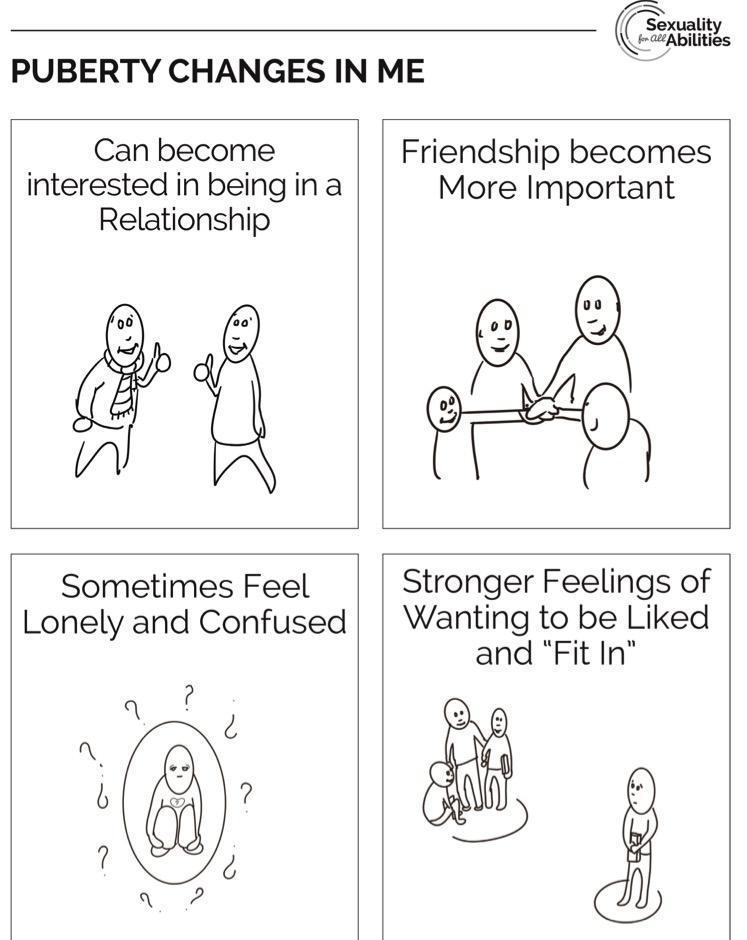 Sexuality
for All Abilities
PUBERTY CHANGES IN ME
Can become
interested in being in a
Relationship
Friendship becomes
More Important
Sometimes Feel
Lonely and Confused
? ? ? ? ? ? ? ? ? ?
?
Stronger Feelings of
Wanting to be Liked
and "Fit In"